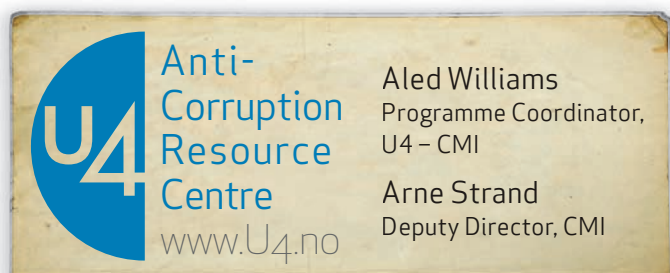 U4
Anti-
Corruption
Resource
Centre
www.U4.no
Aled Williams
Programme Coordinator,
U4 – CMI
Arne Strand
Deputy Director, CMI